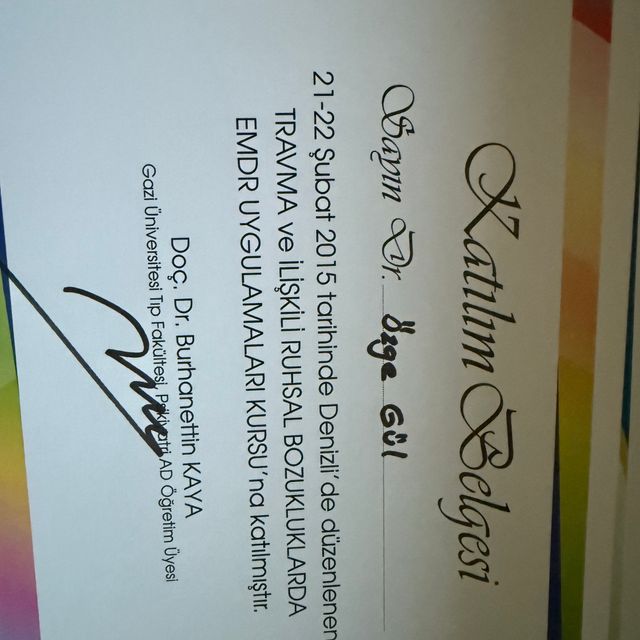 Katılım Belgesi
Sayın Dr. Özge GÜL
21-22 Şubat 2015 tarihinde Denizli'de düzenlenen
TRAVMA ve İLİŞKİLİ RUHSAL BOZUKLUKLARDA
EMDR UYGULAMALARI KURSU'na katılmıştır.
Doç. Dr. Burhanettin KAYA
Gazi Üniversitesi Tıp Fakültesi, Psikiyatri AD Öğretim Üyesi